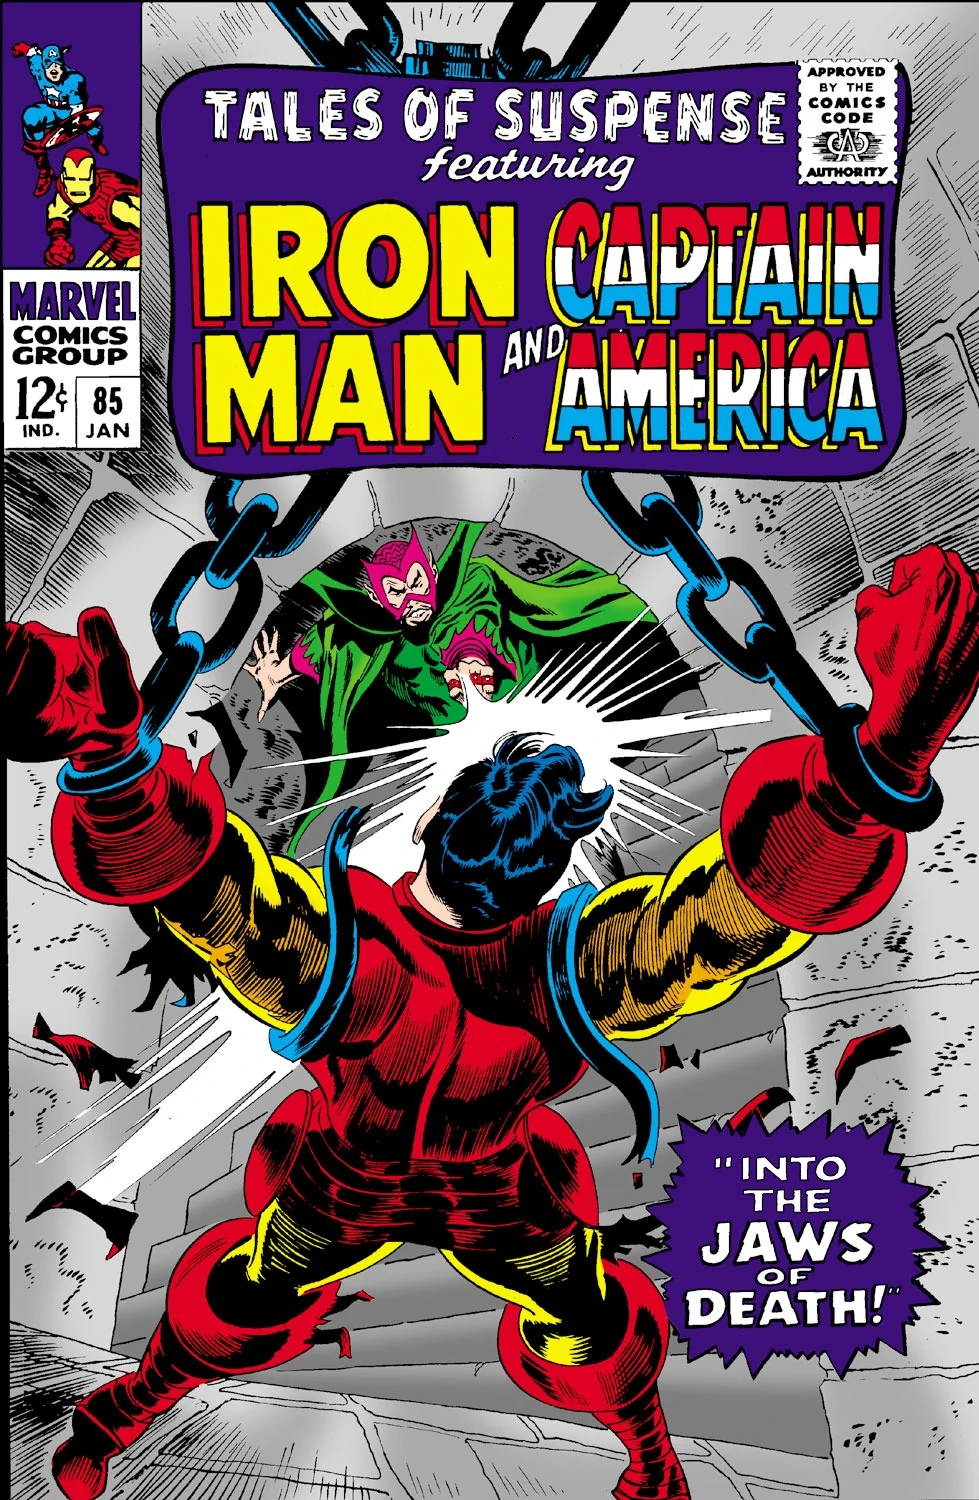 TALES OF SUSPENSE
featuring
IRON
MAN
AND
CAPTAIN
AMERICA
APPROVED
BY THE
COMICS
CODE
CA
AUTHORITY
MARVEL
COMICS
GROUP
12¢
IND.
85
JAN
"INTO
THE
JAWS
OF
DEATH!"